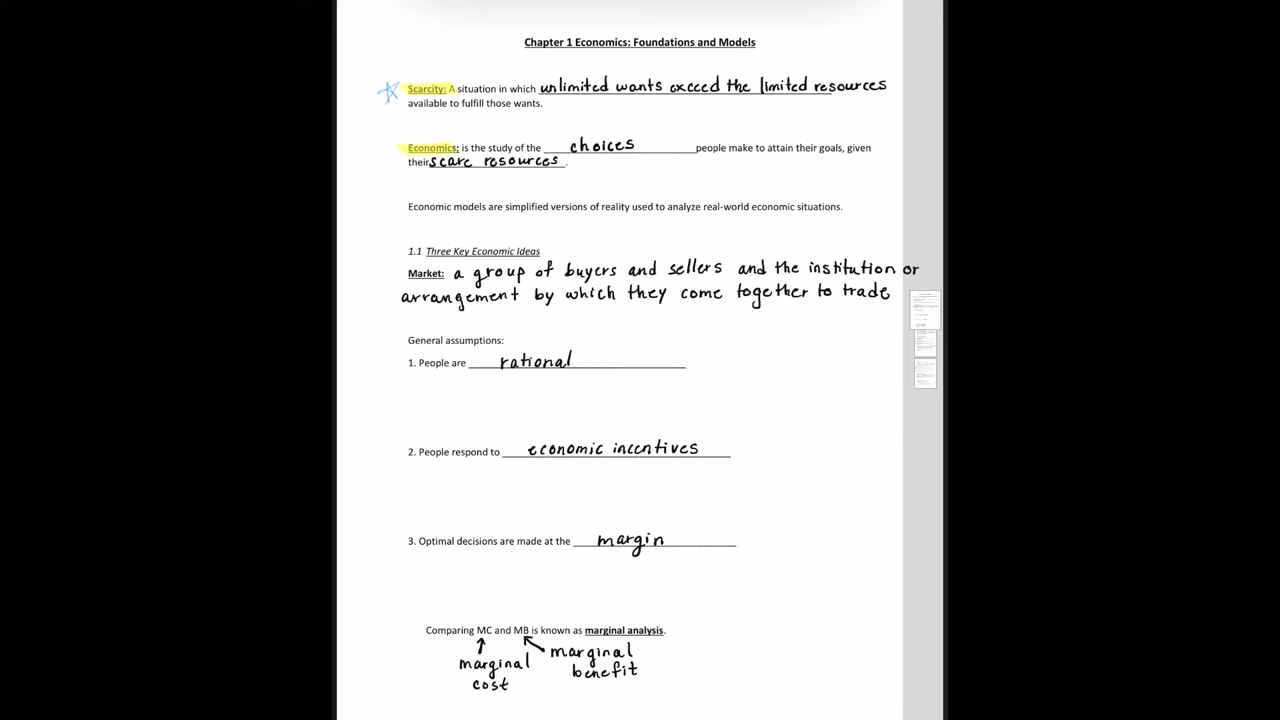 Chapter 1 Economics: Foundations and Models
Scarcity: A situation in which unlimited wants exceed the limited resources
available to fulfill those wants.
Economics: is the study of the choices people make to attain their goals, given
their scarc resources.
Economic models are simplified versions of reality used to analyze real-world economic situations.
1.1 Three Key Economic Ideas
Market: a group of buyers and sellers and the institution or
arrangement by which they come together to trade
General assumptions:
1. People are rational
2. People respond to economic incentives
3. Optimal decisions are made at the margin
Comparing MC and MB is known as marginal analysis.
marginal cost
marginal benefit